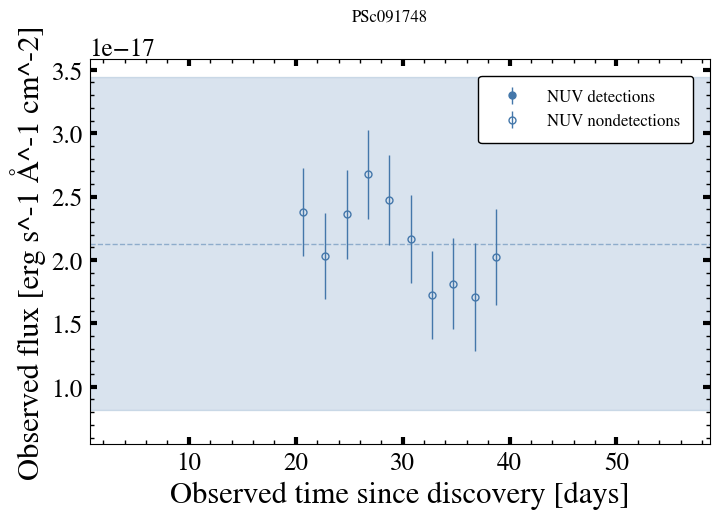 PSc091748
1e−17
3.5
3.0
2.5
2.0
1.5
1.0
Observed flux [erg s^-1 Å^-1 cm^-2]
NUV detections
NUV nondetections
10 20 30 40 50
Observed time since discovery [days]